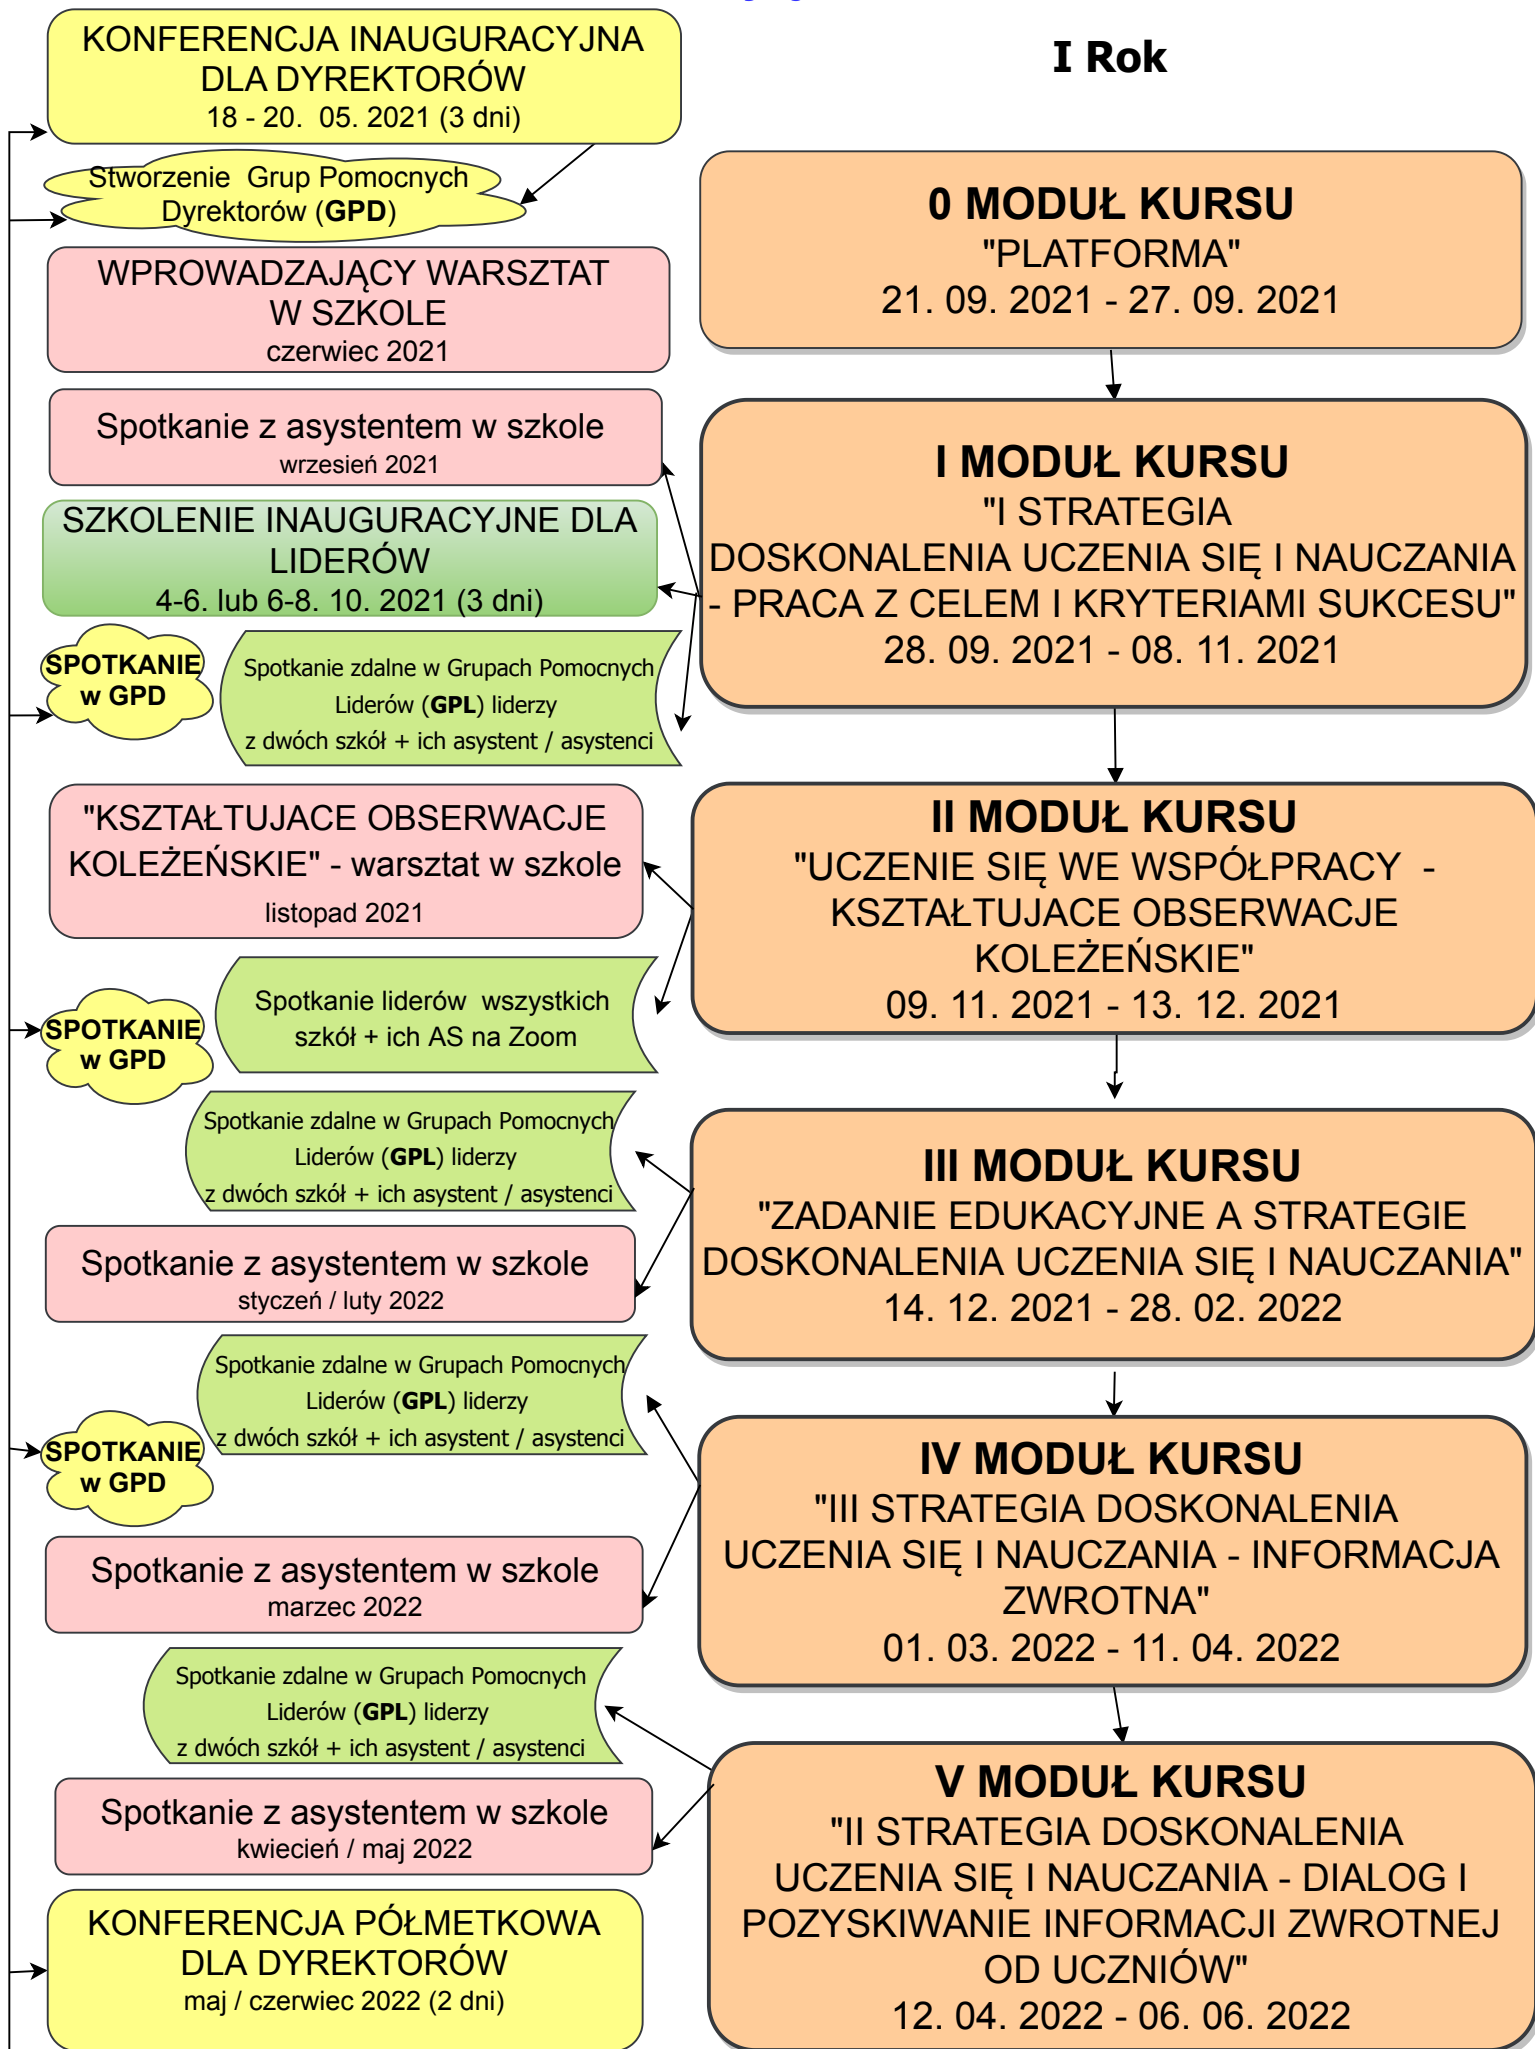 KONFERENCJA INAUGURACYJNA
DLA DYREKTORÓW
18 - 20. 05. 2021 (3 dni)
Stworzenie Grup Pomocnych
Dyrektorów (GPD)
WPROWADZAJĄCY WARSZTAT
W SZKOLE
czerwiec 2021
Spotkanie z asystentem w szkole
wrzesień 2021
SZKOLENIE INAUGURACYJNE DLA
LIDERÓW
4-6. lub 6-8. 10. 2021 (3 dni)
SPOTKANIE
w GPD
Spotkanie zdalne w Grupach Pomocnych
Liderów (GPL) liderzy
z dwóch szkół + ich asystent / asystenci
"KSZTAŁTUJACE OBSERWACJE
KOLEŻEŃSKIE" - warsztat w szkole
listopad 2021
Spotkanie liderów wszystkich
szkół + ich AS na Zoom
SPOTKANIE
w GPD
Spotkanie zdalne w Grupach Pomocnych
Liderów (GPL) liderzy
z dwóch szkół + ich asystent / asystenci
Spotkanie z asystentem w szkole
styczeń / luty 2022
Spotkanie zdalne w Grupach Pomocnych
Liderów (GPL) liderzy
z dwóch szkół + ich asystent / asystenci
SPOTKANIE
w GPD
Spotkanie z asystentem w szkole
marzec 2022
Spotkanie zdalne w Grupach Pomocnych
Liderów (GPL) liderzy
z dwóch szkół + ich asystent / asystenci
Spotkanie z asystentem w szkole
kwiecień / maj 2022
KONFERENCJA PÓŁMETKOWA
DLA DYREKTORÓW
maj / czerwiec 2022 (2 dni)
I Rok
0 MODUŁ KURSU
"PLATFORMA"
21. 09. 2021 - 27. 09. 2021
I MODUŁ KURSU
"I STRATEGIA
DOSKONALENIA UCZENIA SIĘ I NAUCZANIA
- PRACA Z CELEM I KRYTERIAMI SUKCESU"
28. 09. 2021 - 08. 11. 2021
II MODUŁ KURSU
"UCZENIE SIĘ WE WSPÓŁPRACY -
KSZTAŁTUJACE OBSERWACJE
KOLEŻEŃSKIE"
09. 11. 2021 - 13. 12. 2021
III MODUŁ KURSU
"ZADANIE EDUKACYJNE A STRATEGIE
DOSKONALENIA UCZENIA SIĘ I NAUCZANIA"
14. 12. 2021 - 28. 02. 2022
IV MODUŁ KURSU
"III STRATEGIA DOSKONALENIA
UCZENIA SIĘ I NAUCZANIA - INFORMACJA
ZWROTNA"
01. 03. 2022 - 11. 04. 2022
V MODUŁ KURSU
"II STRATEGIA DOSKONALENIA
UCZENIA SIĘ I NAUCZANIA - DIALOG I
POZYSKIWANIE INFORMACJI ZWROTNEJ
OD UCZNIÓW"
12. 04. 2022 - 06. 06. 2022